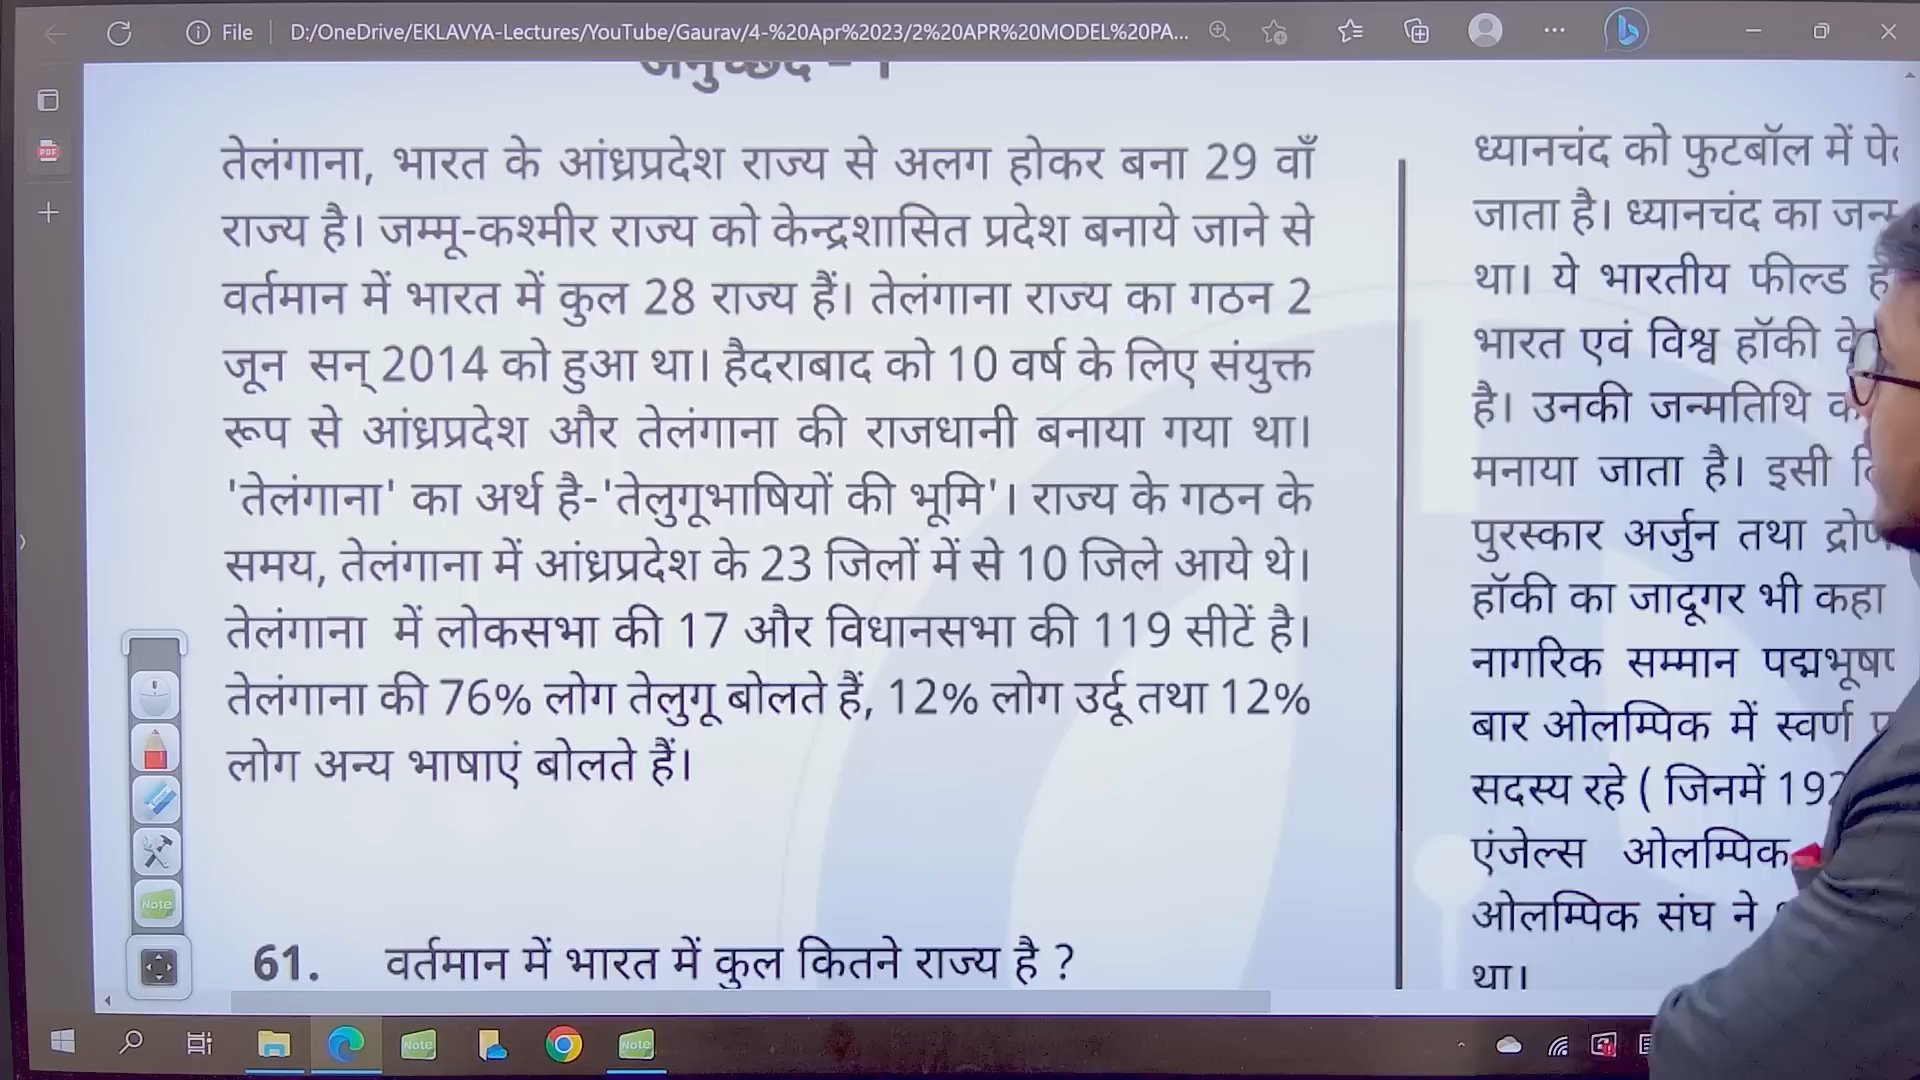 File
D:/OneDrive/EKLAVYA-Lectures/YouTube/Gaurav/4-%20Apr%2023/2%20APR%20MODEL%20PA...
अनुच्छेद - 1
तेलंगाना, भारत के आंध्रप्रदेश राज्य से अलग होकर बना 29 वाँ
राज्य है। जम्मू-कश्मीर राज्य को केन्द्रशासित प्रदेश बनाये जाने से
वर्तमान में भारत में कुल 28 राज्य हैं। तेलंगाना राज्य का गठन 2
जून सन् 2014 को हुआ था। हैदराबाद को 10 वर्ष के लिए संयुक्त
रूप से आंध्रप्रदेश और तेलंगाना की राजधानी बनाया गया था।
'तेलंगाना' का अर्थ है-'तेलुगूभाषियों की भूमि'। राज्य के गठन के
समय, तेलंगाना में आंध्रप्रदेश के 23 जिलों में से 10 जिले आये थे।
तेलंगाना में लोकसभा की 17 और विधानसभा की 119 सीटें है।
तेलंगाना की 76% लोग तेलुगू बोलते हैं, 12% लोग उर्दू तथा 12%
लोग अन्य भाषाएं बोलते हैं।
61. वर्तमान में भारत में कुल कितने राज्य है ?
ध्यानचंद को फुटबॉल में
जाता है। ध्यानचंद का
था। ये भारतीय फील्ड
भारत एवं विश्व हॉकी
है। उनकी जन्मतिथि
मनाया जाता है। इसी
पुरस्कार अर्जुन तथा
हॉकी का जादूगर भी कहा
नागरिक सम्मान
बार ओलम्पिक में स्वर्ण
सदस्य रहे ( जिनमें
एंजेल्स ओलम्पिक
ओलम्पिक संघ ने
था।
PDF
Note
Note
Note